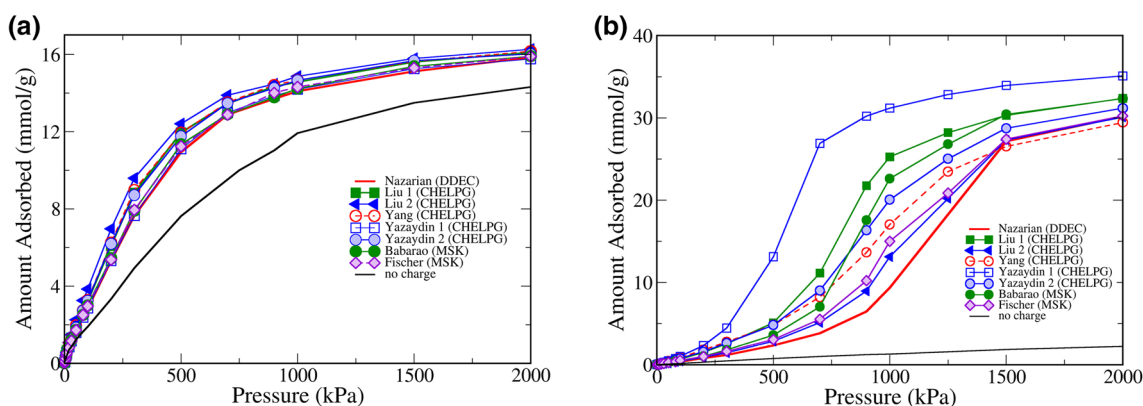 (a)
16
12
8
4
0
Amount Adsorbed (mmol/g)
0
500
1000
1500
2000
Pressure (kPa)
Nazarian (DDEC)
Liu 1 (CHELPG)
Liu 2 (CHELPG)
Yang (CHELPG)
Yazaydin 1 (CHELPG)
Yazaydin 2 (CHELPG)
Babarao (MSK)
Fischer (MSK)
no charge
(b)
40
30
20
10
0
Amount Adsorbed (mmol/g)
0
500
1000
1500
2000
Pressure (kPa)
Nazarian (DDEC)
Liu 1 (CHELPG)
Liu 2 (CHELPG)
Yang (CHELPG)
Yazaydin 1 (CHELPG)
Yazaydin 2 (CHELPG)
Babarao (MSK)
Fischer (MSK)
no charge